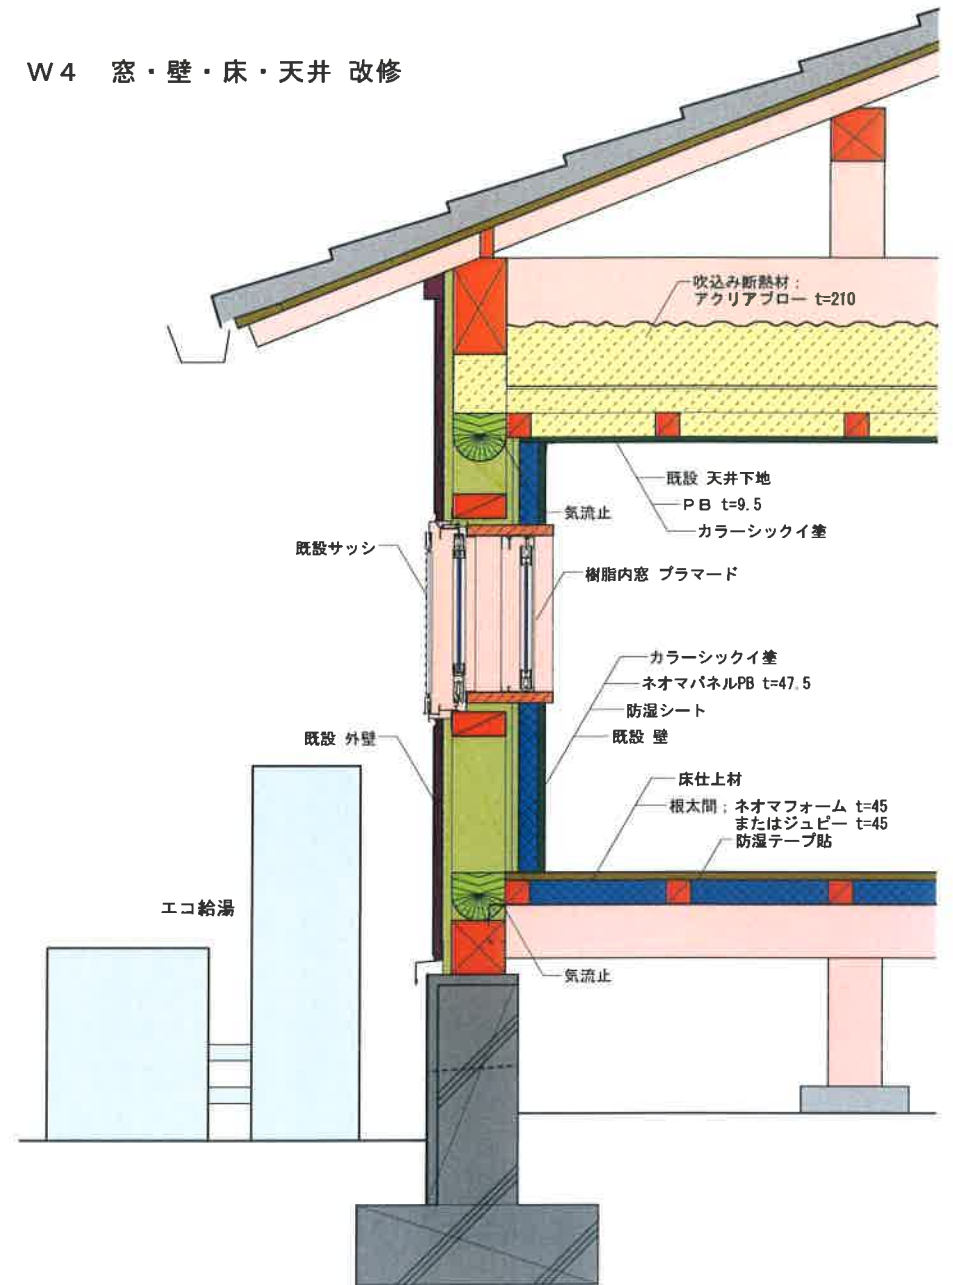 W4 窓・壁・床・天井 改修
吹込み断熱材：
アクリアブロー t=210
既設 天井下地
PB t=9.5
カラーシックイ塗
気流止
既設サッシ
樹脂内窓 プラマード
カラーシックイ塗
ネオマパネルPB t=47.5
防湿シート
既設 壁
既設 外壁
床仕上材
根太間：ネオマフォーム t=45
またはジュピー t=45
防湿テープ貼
エコ給湯
気流止